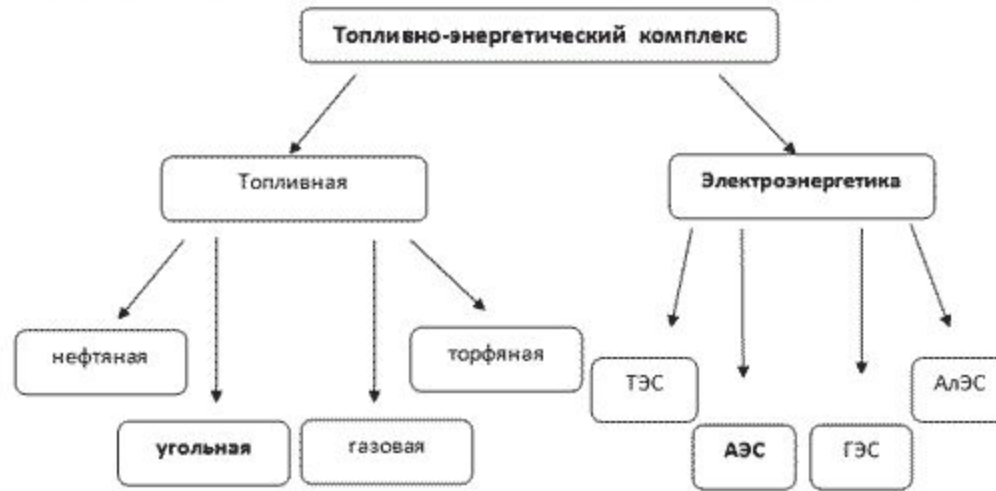 Топливно-энергетический комплекс
Топливная
Электроэнергетика
нефтяная
торфяная
ТЭС
АлЭС
угольная
газовая
АЭС
ГЭС